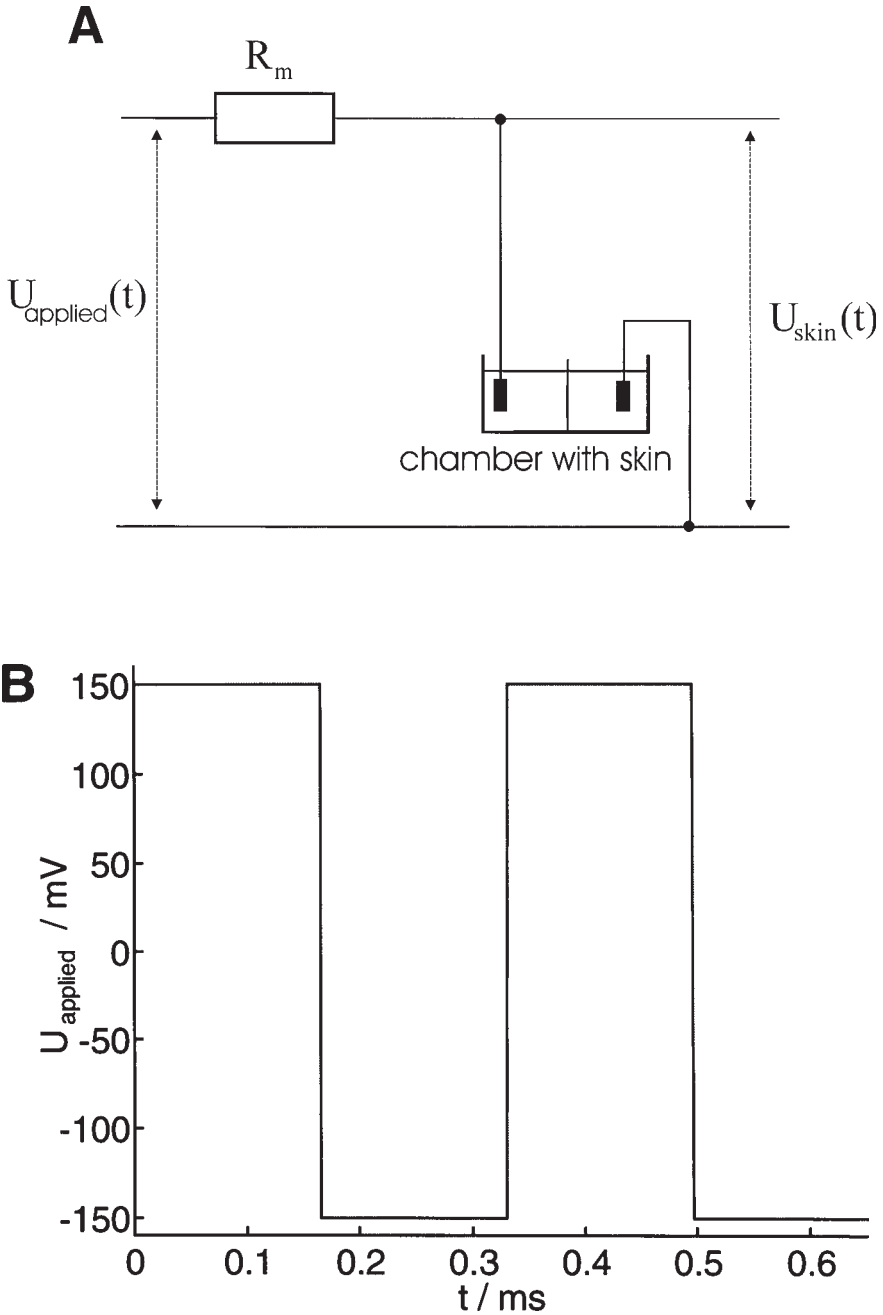 A
Rₘ
U_applied(t)
U_skin(t)
chamber with skin
B
150
100
50
0
-50
-100
-150
U_applied / mV
0 0.1 0.2 0.3 0.4 0.5 0.6
t / ms